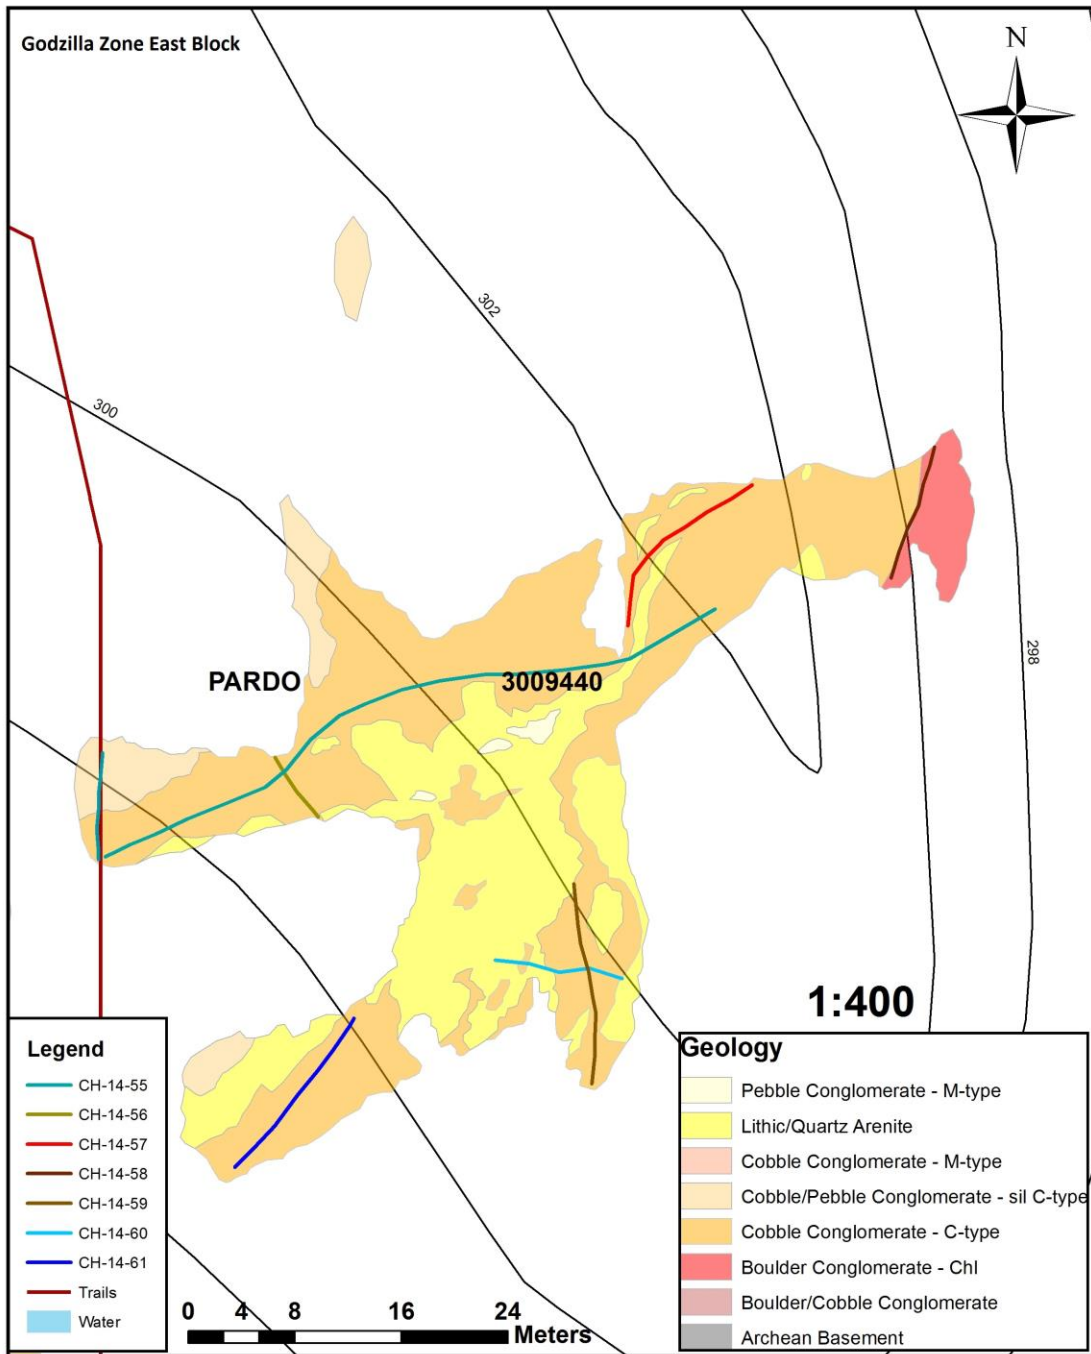 Godzilla Zone East Block
N
302
300
298
PARDO
3009440
1:400
Legend
CH-14-55
CH-14-56
CH-14-57
CH-14-58
CH-14-59
CH-14-60
CH-14-61
Trails
Water
0 4 8 16 24
Meters
Geology
Pebble Conglomerate - M-type
Lithic/Quartz Arenite
Cobble Conglomerate - M-type
Cobble/Pebble Conglomerate - sil C-type
Cobble Conglomerate - C-type
Boulder Conglomerate - Chl
Boulder/Cobble Conglomerate
Archean Basement